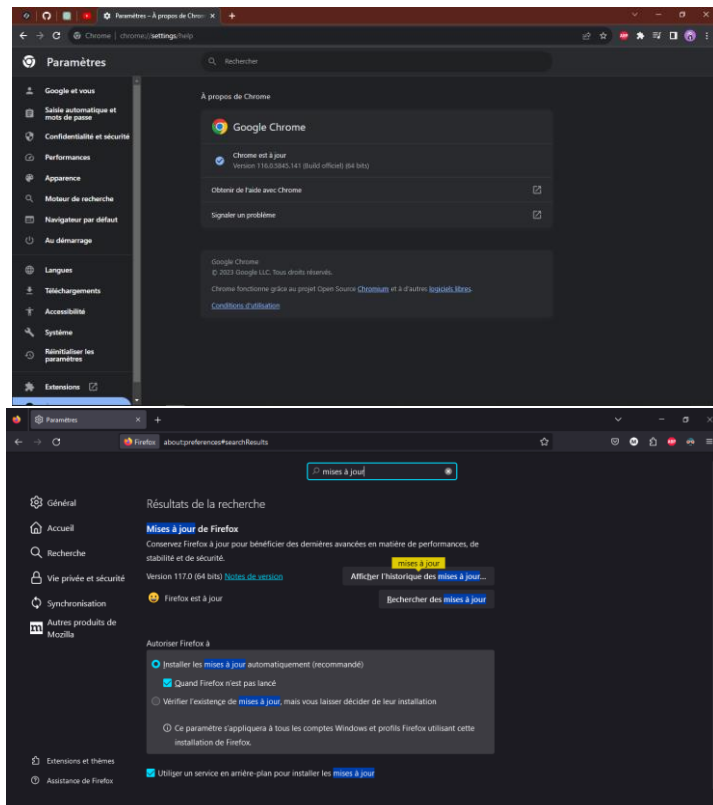 Paramètres – À propos de Chrom
Chrome
chrome://settings/help
Paramètres
Rechercher
Google et vous
Saisie automatique et
mots de passe
Confidentialité et sécurité
Performances
Apparence
Moteur de recherche
Navigateur par défaut
Au démarrage
Langues
Téléchargements
Accessibilité
Système
Réinitialiser les
paramètres
Extensions
À propos de Chrome
Google Chrome
Chrome est à jour
Version 116.0.5845.141 (Build officiel) (64 bits)
Obtenir de l'aide avec Chrome
Signaler un problème
Google Chrome
© 2023 Google LLC. Tous droits réservés.
Chrome fonctionne grâce au projet Open Source Chromium et à d'autres logiciels libres.
Conditions d'utilisation
Paramètres
Firefox
about:preferences#searchResults
mises à jour
Général
Accueil
Recherche
Vie privée et sécurité
Synchronisation
Autres produits de
Mozilla
Extensions et thèmes
Assistance de Firefox
Résultats de la recherche
Mises à jour de Firefox
Conservez Firefox à jour pour bénéficier des dernières avancées en matière de performances, de
stabilité et de sécurité.
mises à jour
Version 117.0 (64 bits) Notes de version
Afficher l'historique des mises à jour...
Firefox est à jour
Rechercher des mises à jour
Autoriser Firefox à
Installer les mises à jour automatiquement (recommandé)
Quand Firefox n'est pas lancé
Vérifier l'existence de mises à jour, mais vous laisser décider de leur installation
Ce paramètre s'appliquera à tous les comptes Windows et profils Firefox utilisant cette
installation de Firefox.
Utiliser un service en arrière-plan pour installer les mises à jour